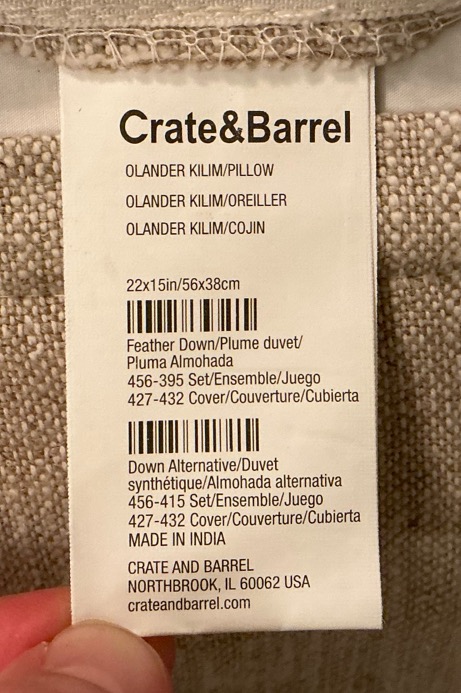 Crate&Barrel
OLANDER KILIM/PILLOW
OLANDER KILIM/OREILLER
OLANDER KILIM/COJIN
22x15in/56x38cm
Feather Down/Plume duvet/
Pluma Almohada
456-395 Set/Ensemble/Juego
427-432 Cover/Couverture/Cubierta
Down Alternative/Duvet
synthétique/Almohada alternativa
456-415 Set/Ensemble/Juego
427-432 Cover/Couverture/Cubierta
MADE IN INDIA
CRATE AND BARREL
NORTHBROOK, IL 60062 USA
crateandbarrel.com